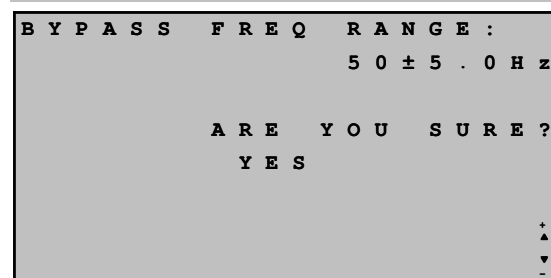 BYPASS FREQ RANGE:
50±5.0Hz
ARE YOU SURE?
YES
+
▲
▼
-